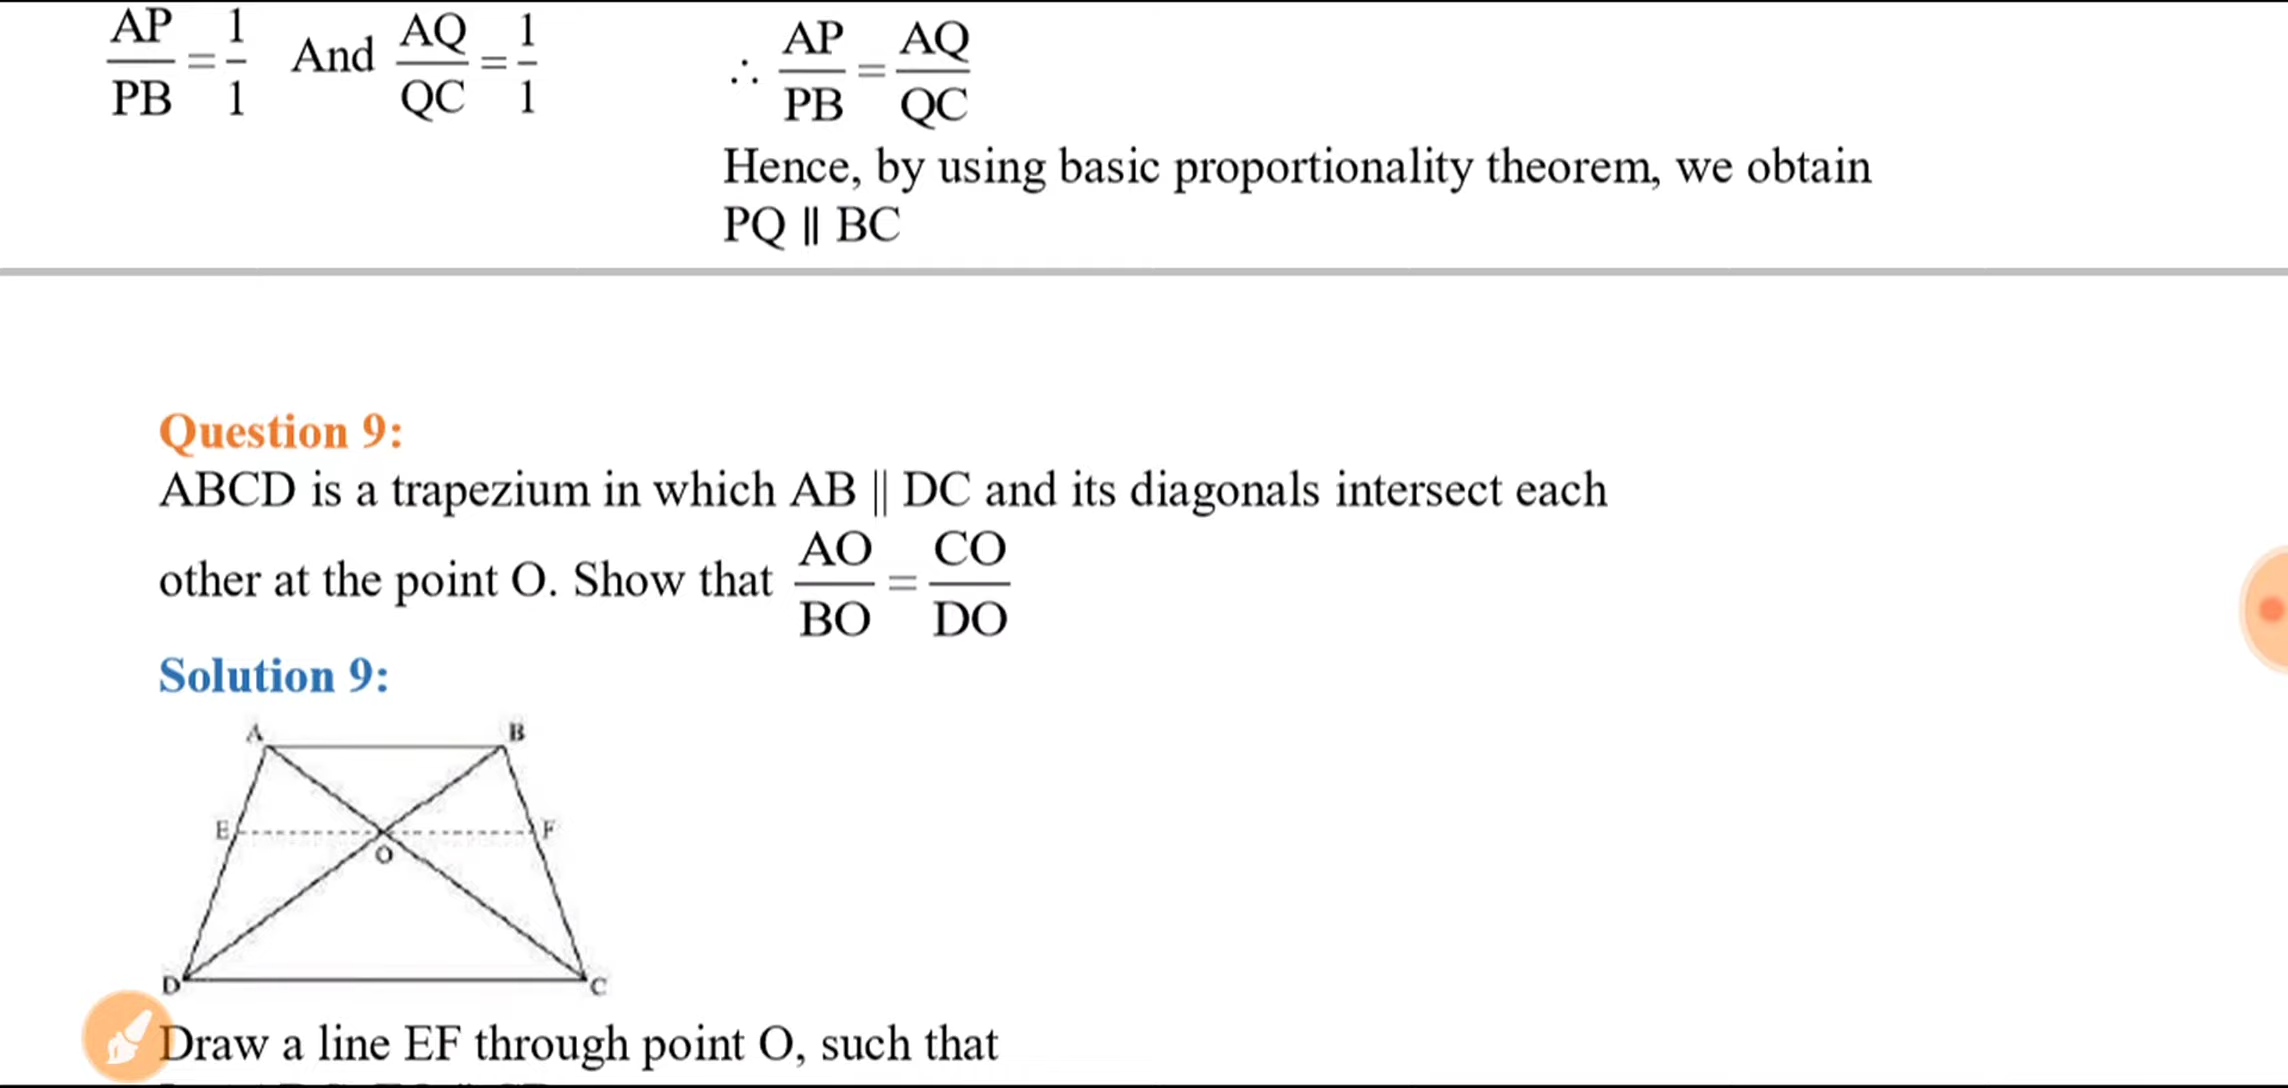 AP/PB = 1/1 And AQ/QC = 1/1 ∴ AP/PB = AQ/QC
Hence, by using basic proportionality theorem, we obtain
PQ || BC
Question 9:
ABCD is a trapezium in which AB || DC and its diagonals intersect each
other at the point O. Show that AO/BO = CO/DO
Solution 9:
A B
E F
O
D C
Draw a line EF through point O, such that